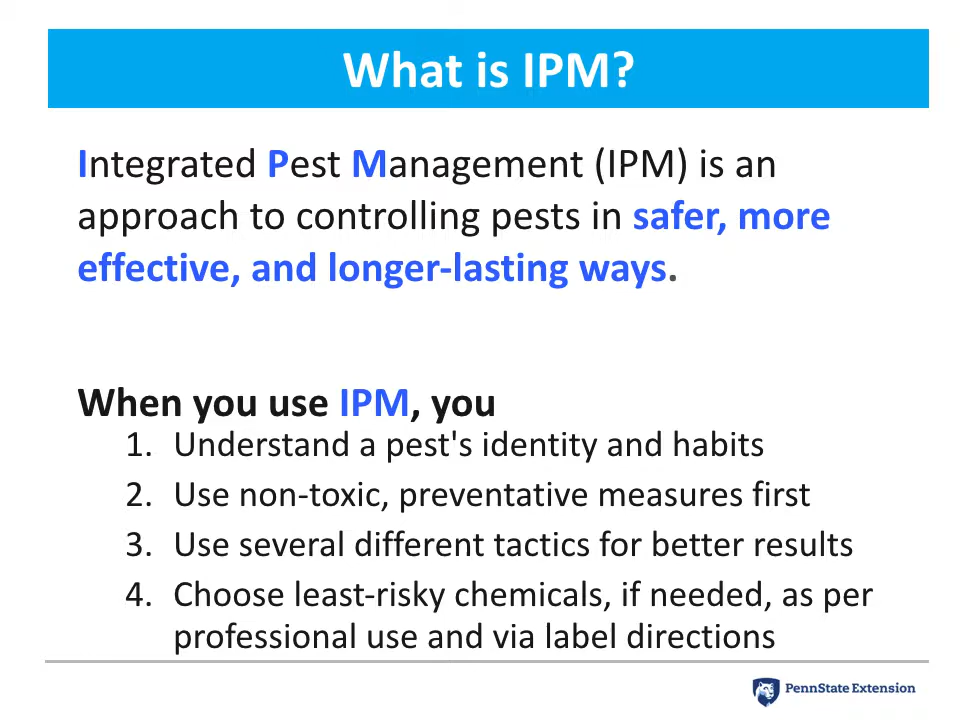 What is IPM?
Integrated Pest Management (IPM) is an
approach to controlling pests in safer, more
effective, and longer-lasting ways.
When you use IPM, you
1. Understand a pest's identity and habits
2. Use non-toxic, preventative measures first
3. Use several different tactics for better results
4. Choose least-risky chemicals, if needed, as per
professional use and via label directions
PennState Extension